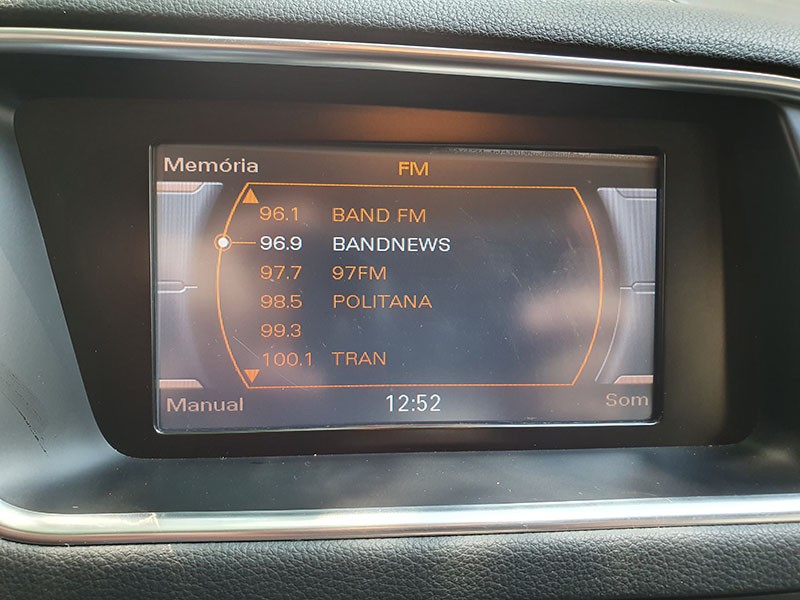 Memória FM
96.1 BAND FM
96.9 BANDNEWS
97.7 97FM
98.5 POLITANA
99.3
100.1 TRAN
Manual 12:52 Som